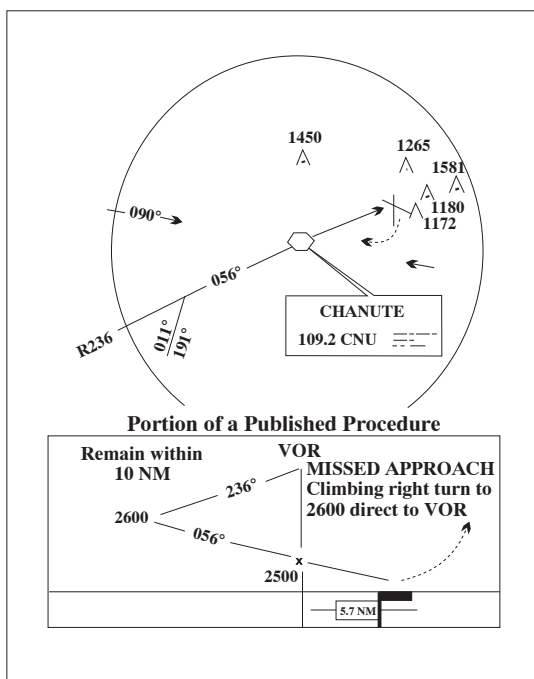 1450
1265
1581
1180
1172
090°
056°
R236
011°
191°
CHANUTE
109.2 CNU
Portion of a Published Procedure
Remain within
10 NM
VOR
MISSED APPROACH
Climbing right turn to
2600 direct to VOR
236°
2600
056°
x
2500
5.7 NM